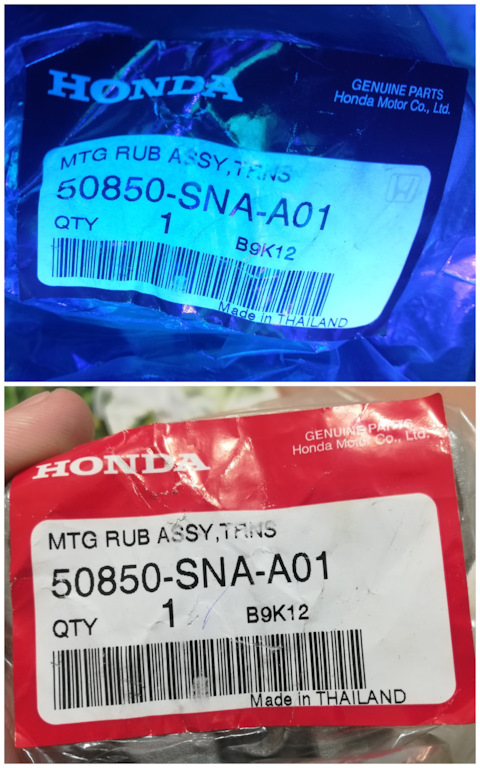 HONDA
GENUINE PARTS
Honda Motor Co., Ltd.
MTG RUB ASSY,TRNS
50850-SNA-A01
QTY 1 B9K12
Made in THAILAND
HONDA
GENUINE PARTS
Honda Motor Co., Ltd.
MTG RUB ASSY,TRNS
50850-SNA-A01
QTY 1 B9K12
Made in THAILAND